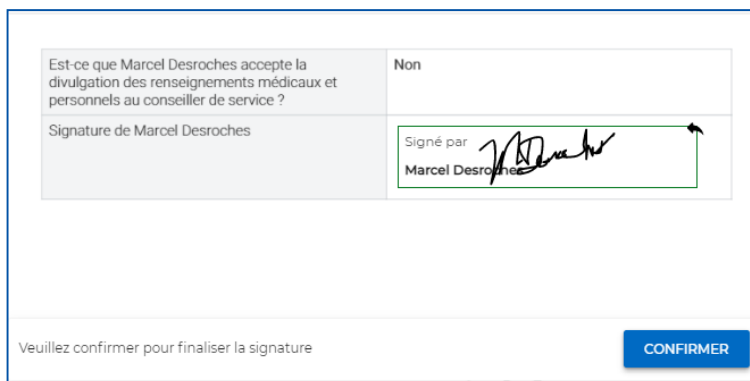 Est-ce que Marcel Desroches accepte la
divulgation des renseignements médicaux et
personnels au conseiller de service ?
Non
Signature de Marcel Desroches
Signé par
Marcel Desroches
Veuillez confirmer pour finaliser la signature
CONFIRMER